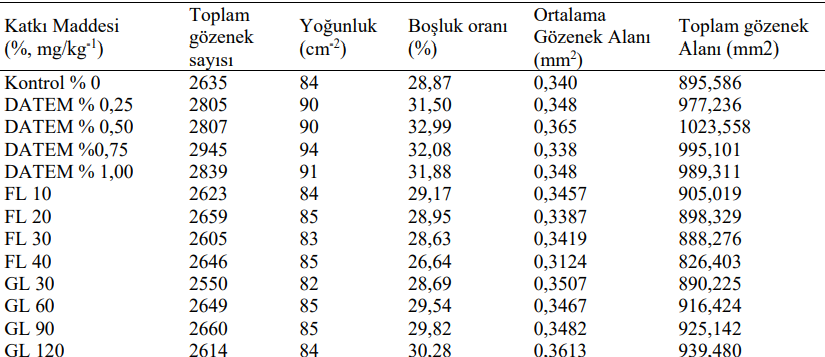 Katkı Maddesi (%, mg/kg-1) Toplam gözenek sayısı Yoğunluk (cm-2) Boşluk oranı (%) Ortalama Gözenek Alanı (mm2) Toplam gözenek Alanı (mm2)
Kontrol % 0 2635 84 28,87 0,340 895,586
DATEM % 0,25 2805 90 31,50 0,348 977,236
DATEM % 0,50 2807 90 32,99 0,365 1023,558
DATEM %0,75 2945 94 32,08 0,338 995,101
DATEM % 1,00 2839 91 31,88 0,348 989,311
FL 10 2623 84 29,17 0,3457 905,019
FL 20 2659 85 28,95 0,3387 898,329
FL 30 2605 83 28,63 0,3419 888,276
FL 40 2646 85 26,64 0,3124 826,403
GL 30 2550 82 28,69 0,3507 890,225
GL 60 2649 85 29,54 0,3467 916,424
GL 90 2660 85 29,82 0,3482 925,142
GL 120 2614 84 30,28 0,3613 939,480